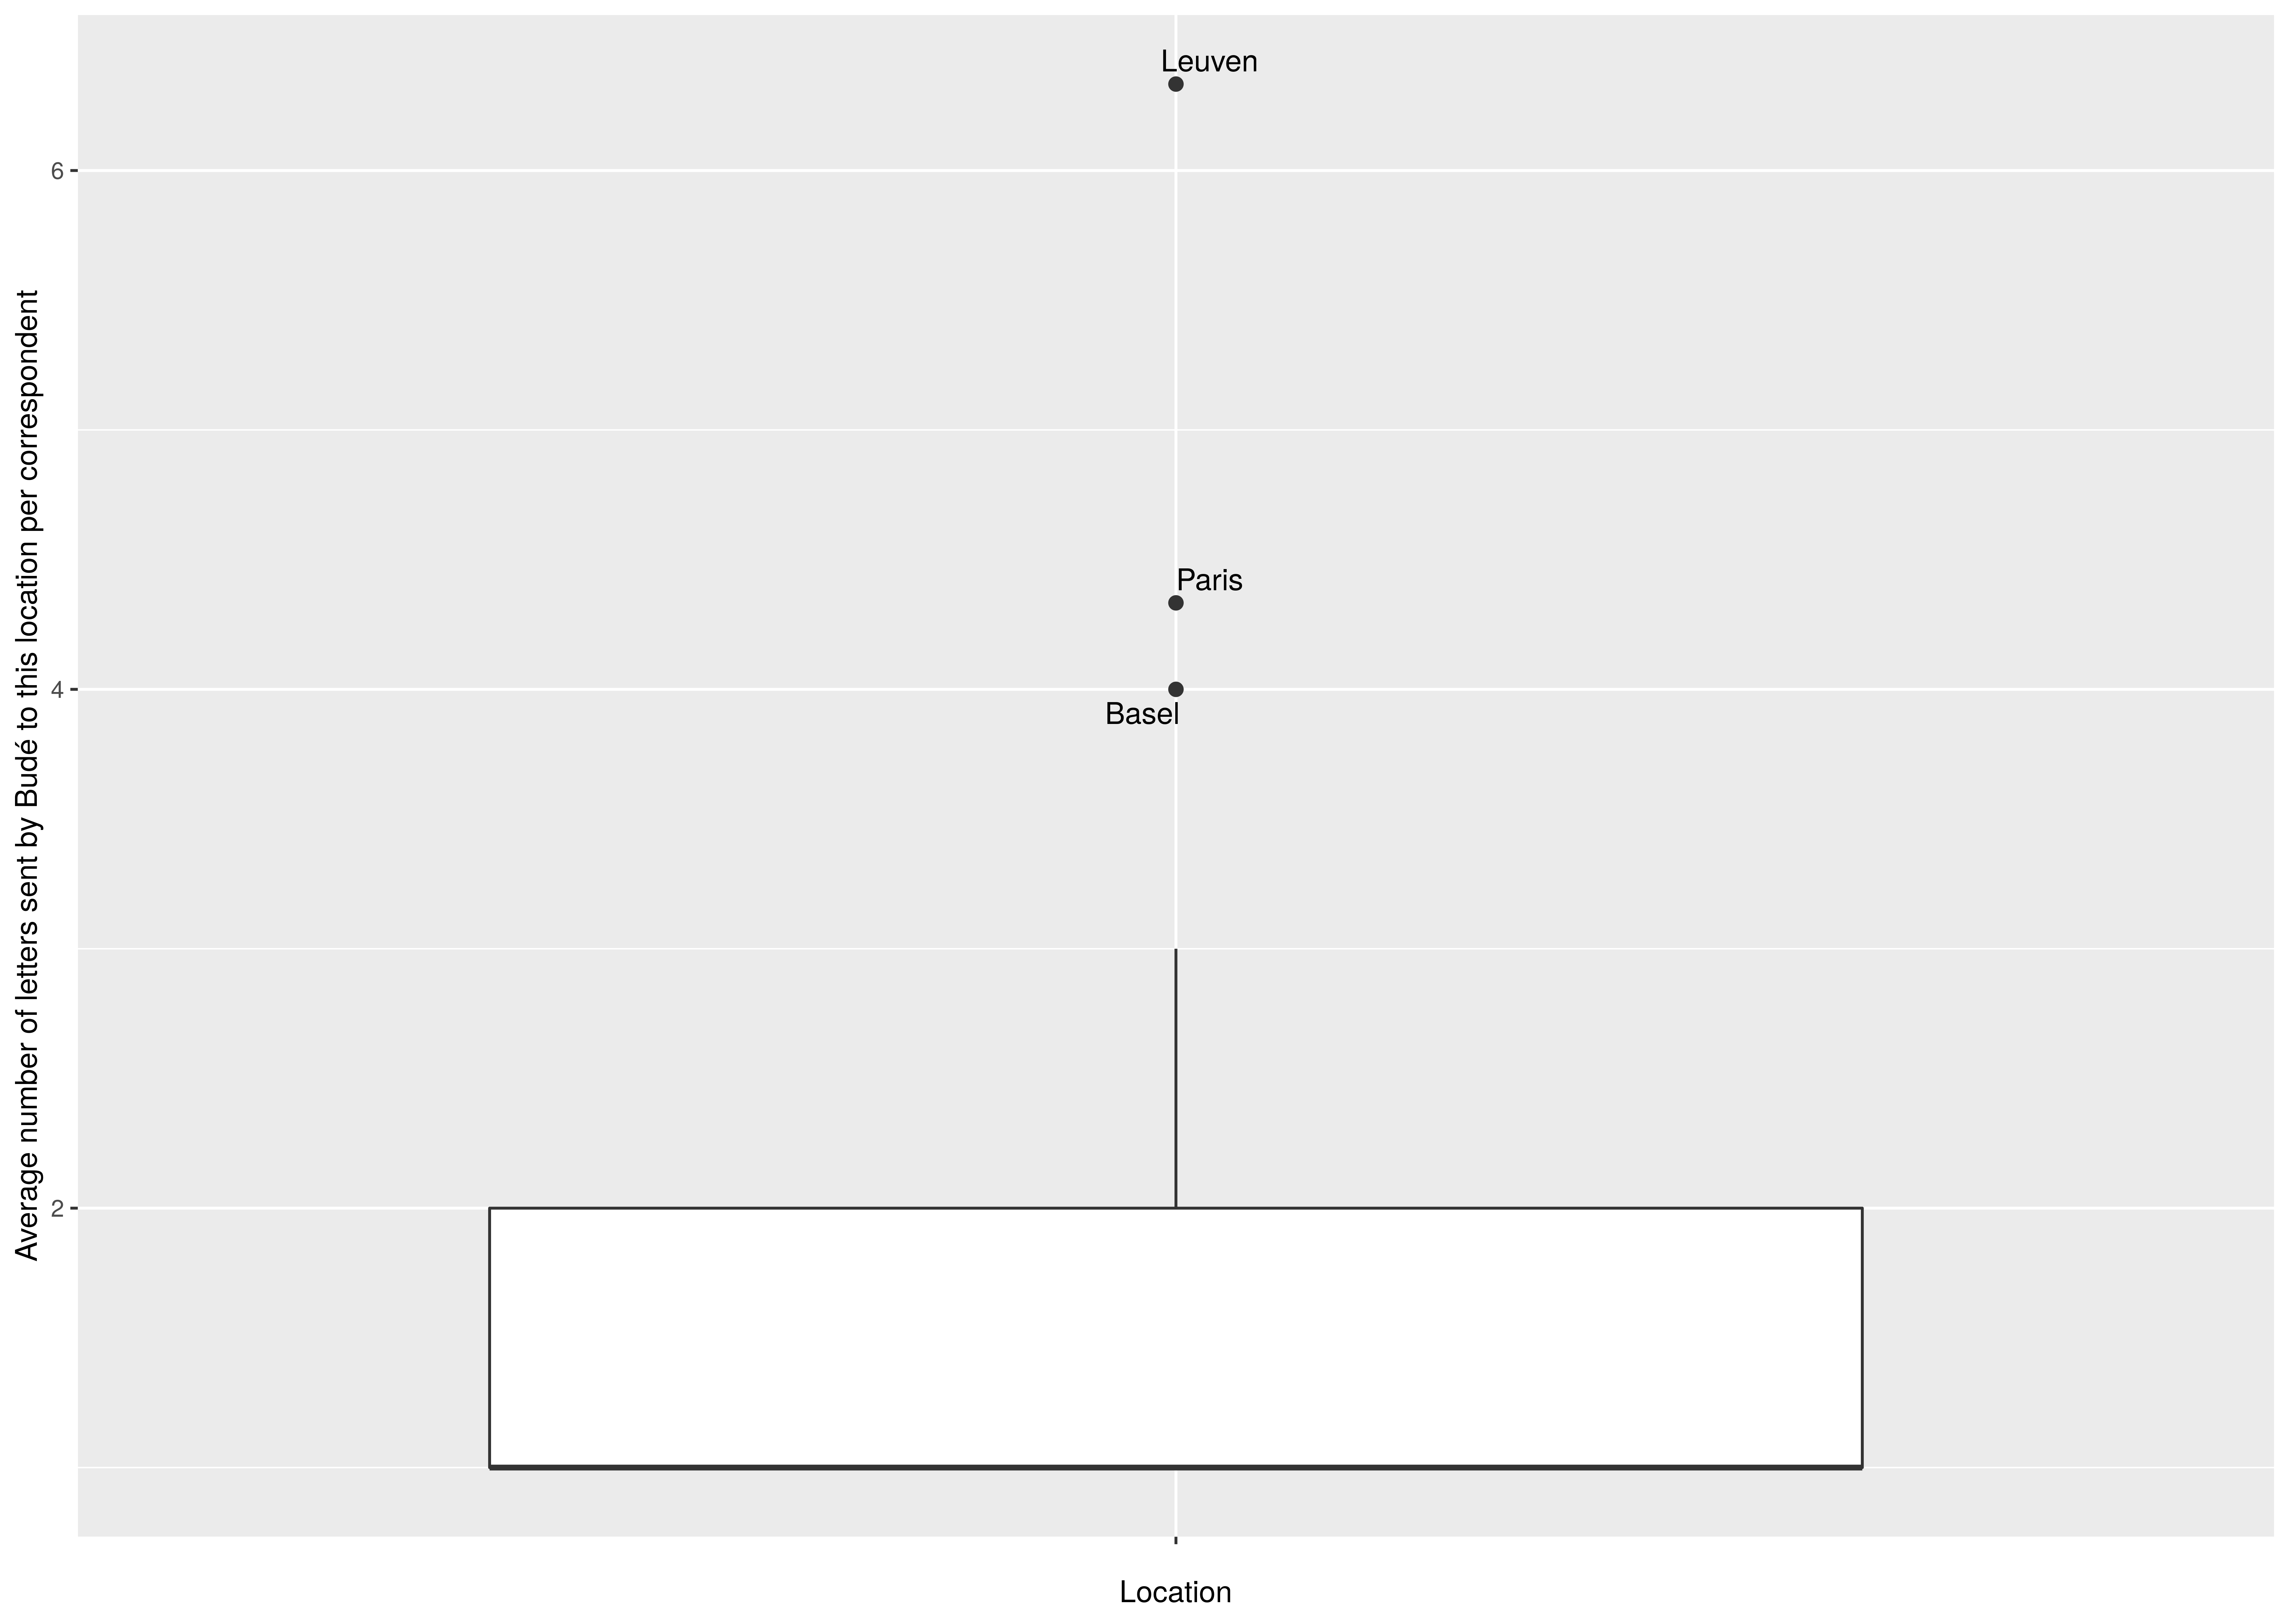 Leuven
6
Paris
4
Basel
2
Average number of letters sent by Budé to this location per correspondent
Location